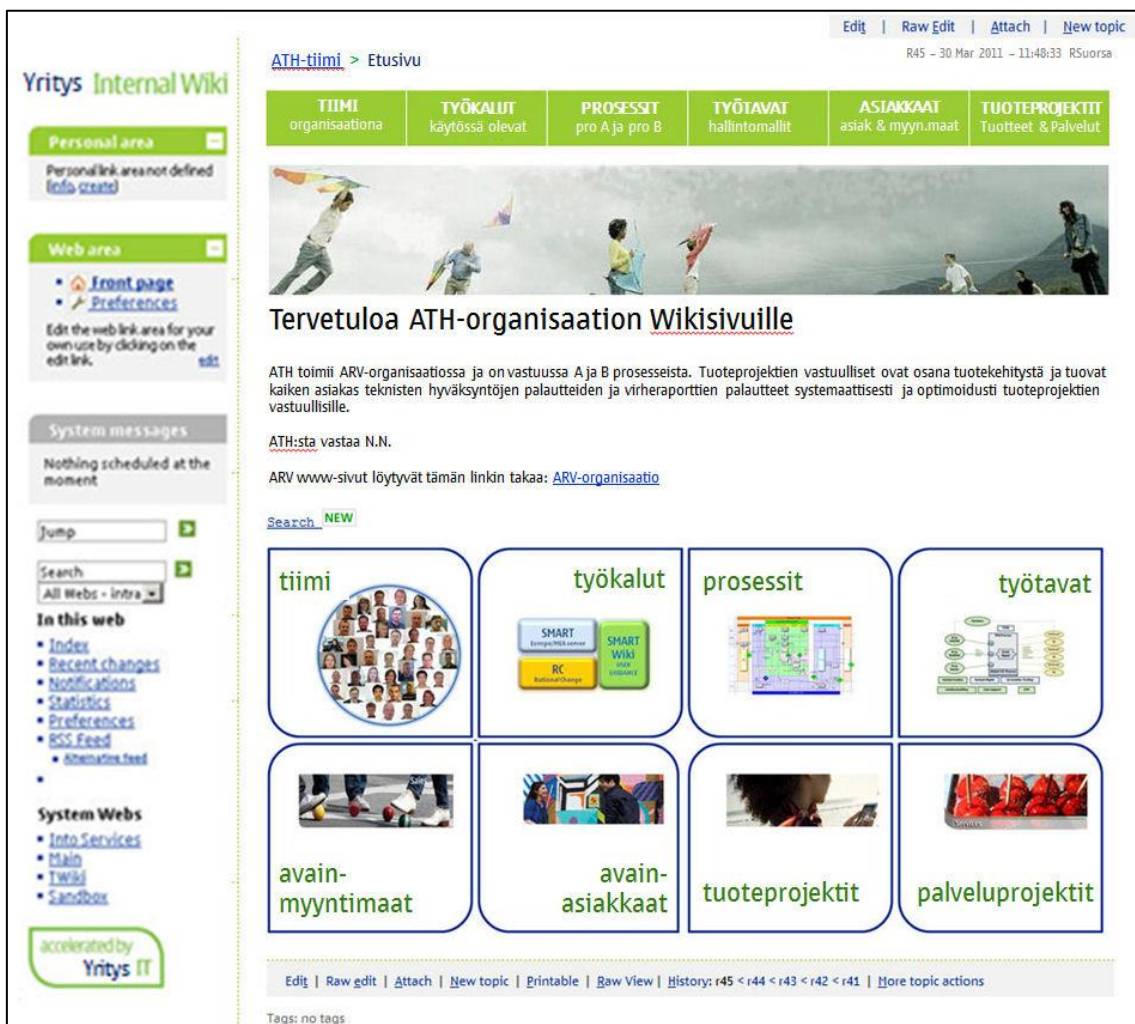 Edit | Raw Edit | Attach | New topic
R45 – 30 Mar 2011 – 11:48:33 RSuorsa
ATH-tiimi > Etusivu
Yritys Internal Wiki
TIIMI
organisaationa
TYÖKALUT
käytössä olevat
PROSESSIT
pro A ja pro B
TYÖTAVAT
hallintomallit
ASIAKKAAT
asiak & myyn.maat
TUOTEPROJEKTIT
Tuotteet & Palvelut
Personal area
Personal link area not defined
(info, create)
Web area
Front page
Preferences
Edit the web link area for your
own use by clicking on the
edit link. edit
System messages
Nothing scheduled at the
moment
Jump
Search
All Webs - intra
In this web
Index
Recent changes
Notifications
Statistics
Preferences
RSS Feed
Alternative feed
System Webs
Into Services
Main
TWiki
Sandbox
accelerated by
Yritys IT
Tervetuloa ATH-organisaation Wikisivuille
ATH toimii ARV-organisaatiossa ja on vastuussa A ja B prosesseista. Tuoteprojektien vastuulliset ovat osana tuotekehitystä ja tuovat
kaiken asiakas teknisten hyväksyntöjen palautteiden ja virheraporttien palautteet systemaattisesti ja optimoidusti tuoteprojektien
vastuullisille.
ATH:sta vastaa N.N.
ARV www-sivut löytyvät tämän linkin takaa: ARV-organisaatio
Search NEW
tiimi
työkalut
SMART
Europe/MEA server
RC
Rational Change
SMART
Wiki
USER
GUIDANCE
prosessit
työtavat
avain-
myyntimaat
avain-
asiakkaat
tuoteprojektit
Services
palveluprojektit
Edit | Raw edit | Attach | New topic | Printable | Raw View | History: r45 < r44 < r43 < r42 < r41 | More topic actions
Tags: no tags